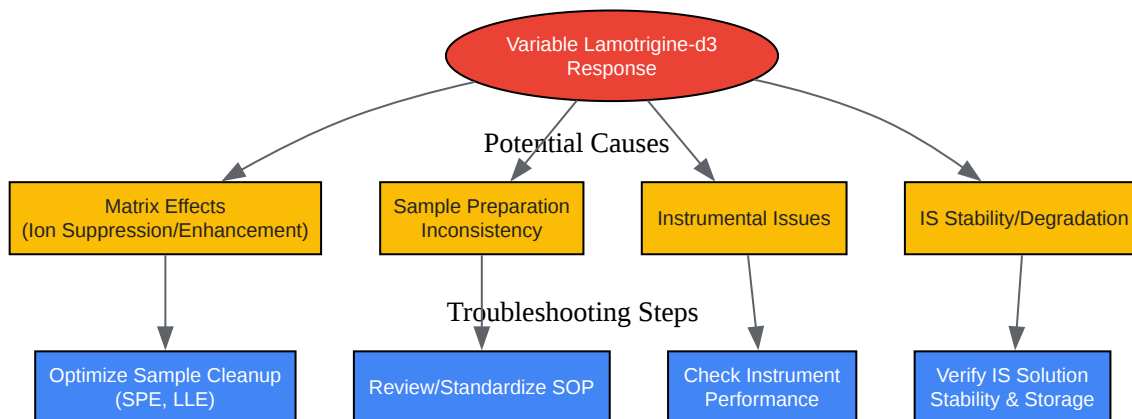 Variable Lamotrigine-d3
Response
Potential Causes
Matrix Effects
(Ion Suppression/Enhancement)
Sample Preparation
Inconsistency
Instrumental Issues
IS Stability/Degradation
Troubleshooting Steps
Optimize Sample Cleanup
(SPE, LLE)
Review/Standardize SOP
Check Instrument
Performance
Verify IS Solution
Stability & Storage